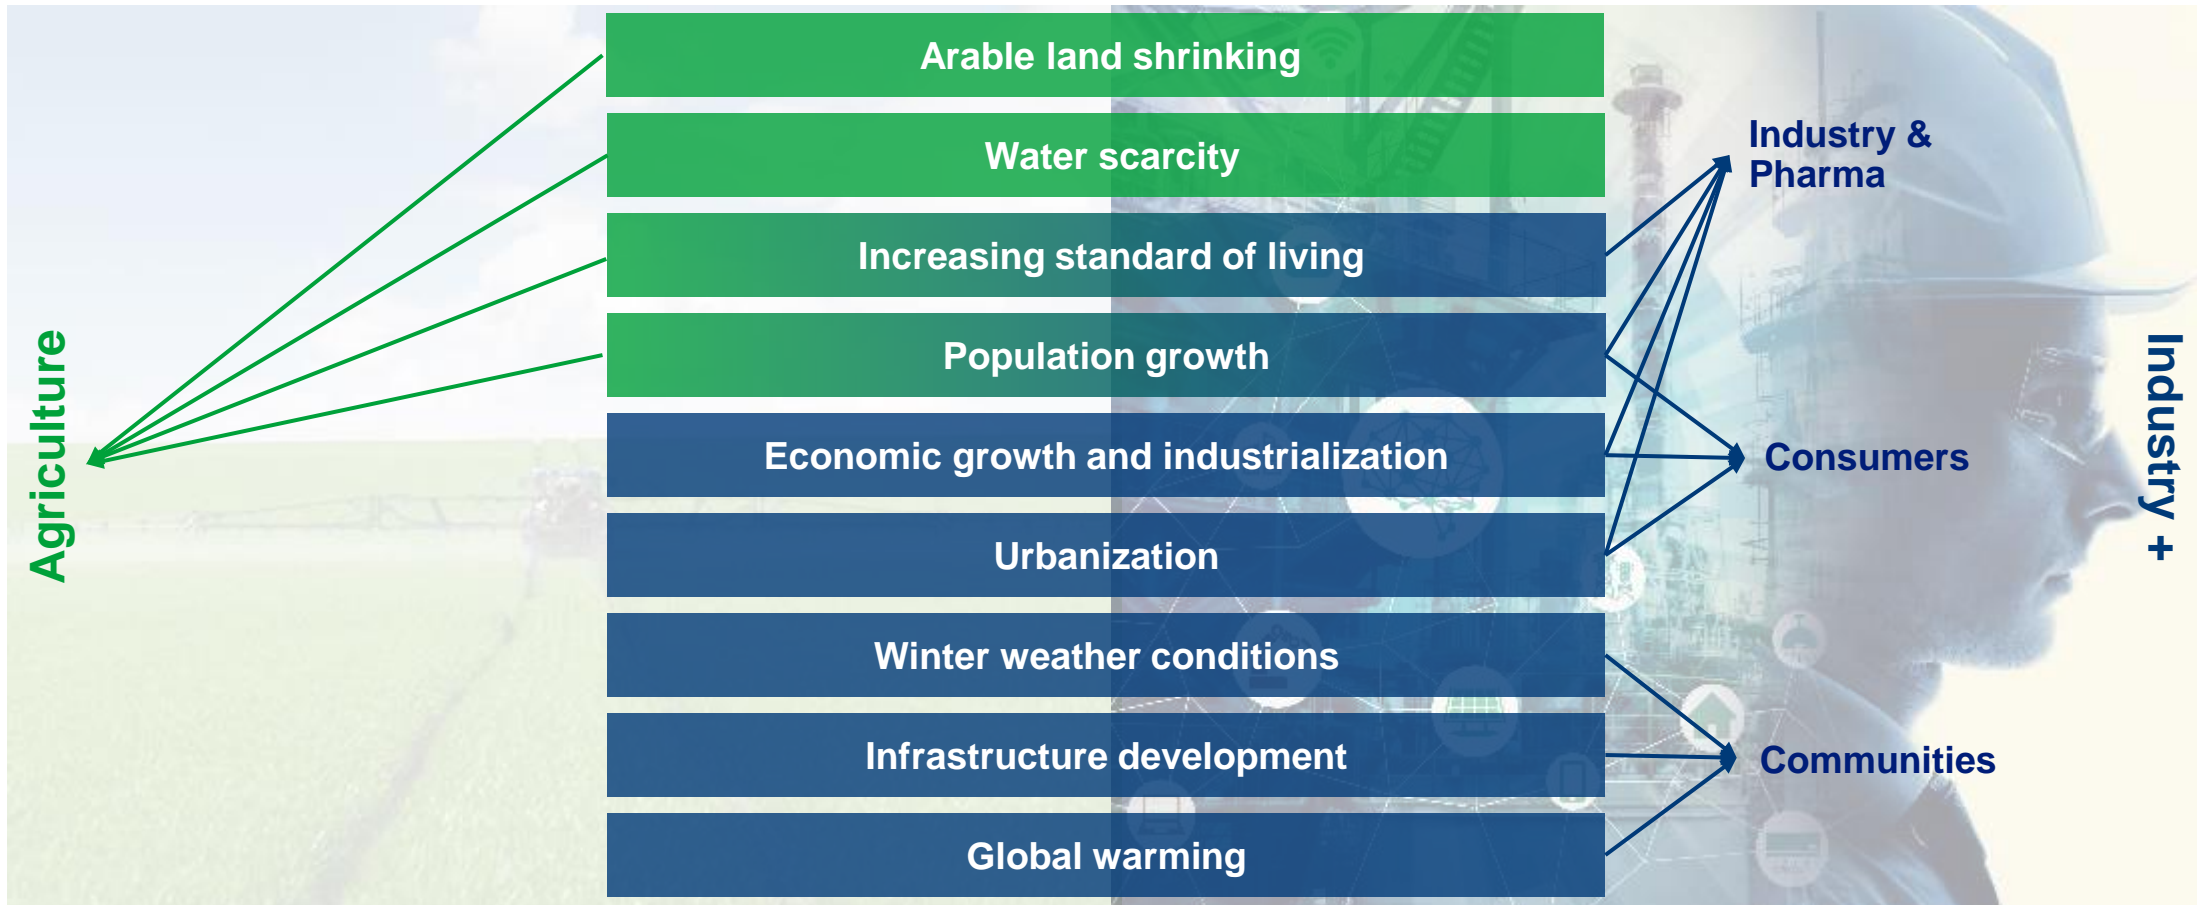 Agriculture
Arable land shrinking
Water scarcity
Increasing standard of living
Population growth
Economic growth and industrialization
Urbanization
Winter weather conditions
Infrastructure development
Global warming
Industry &
Pharma
Consumers
Communities
Industry +